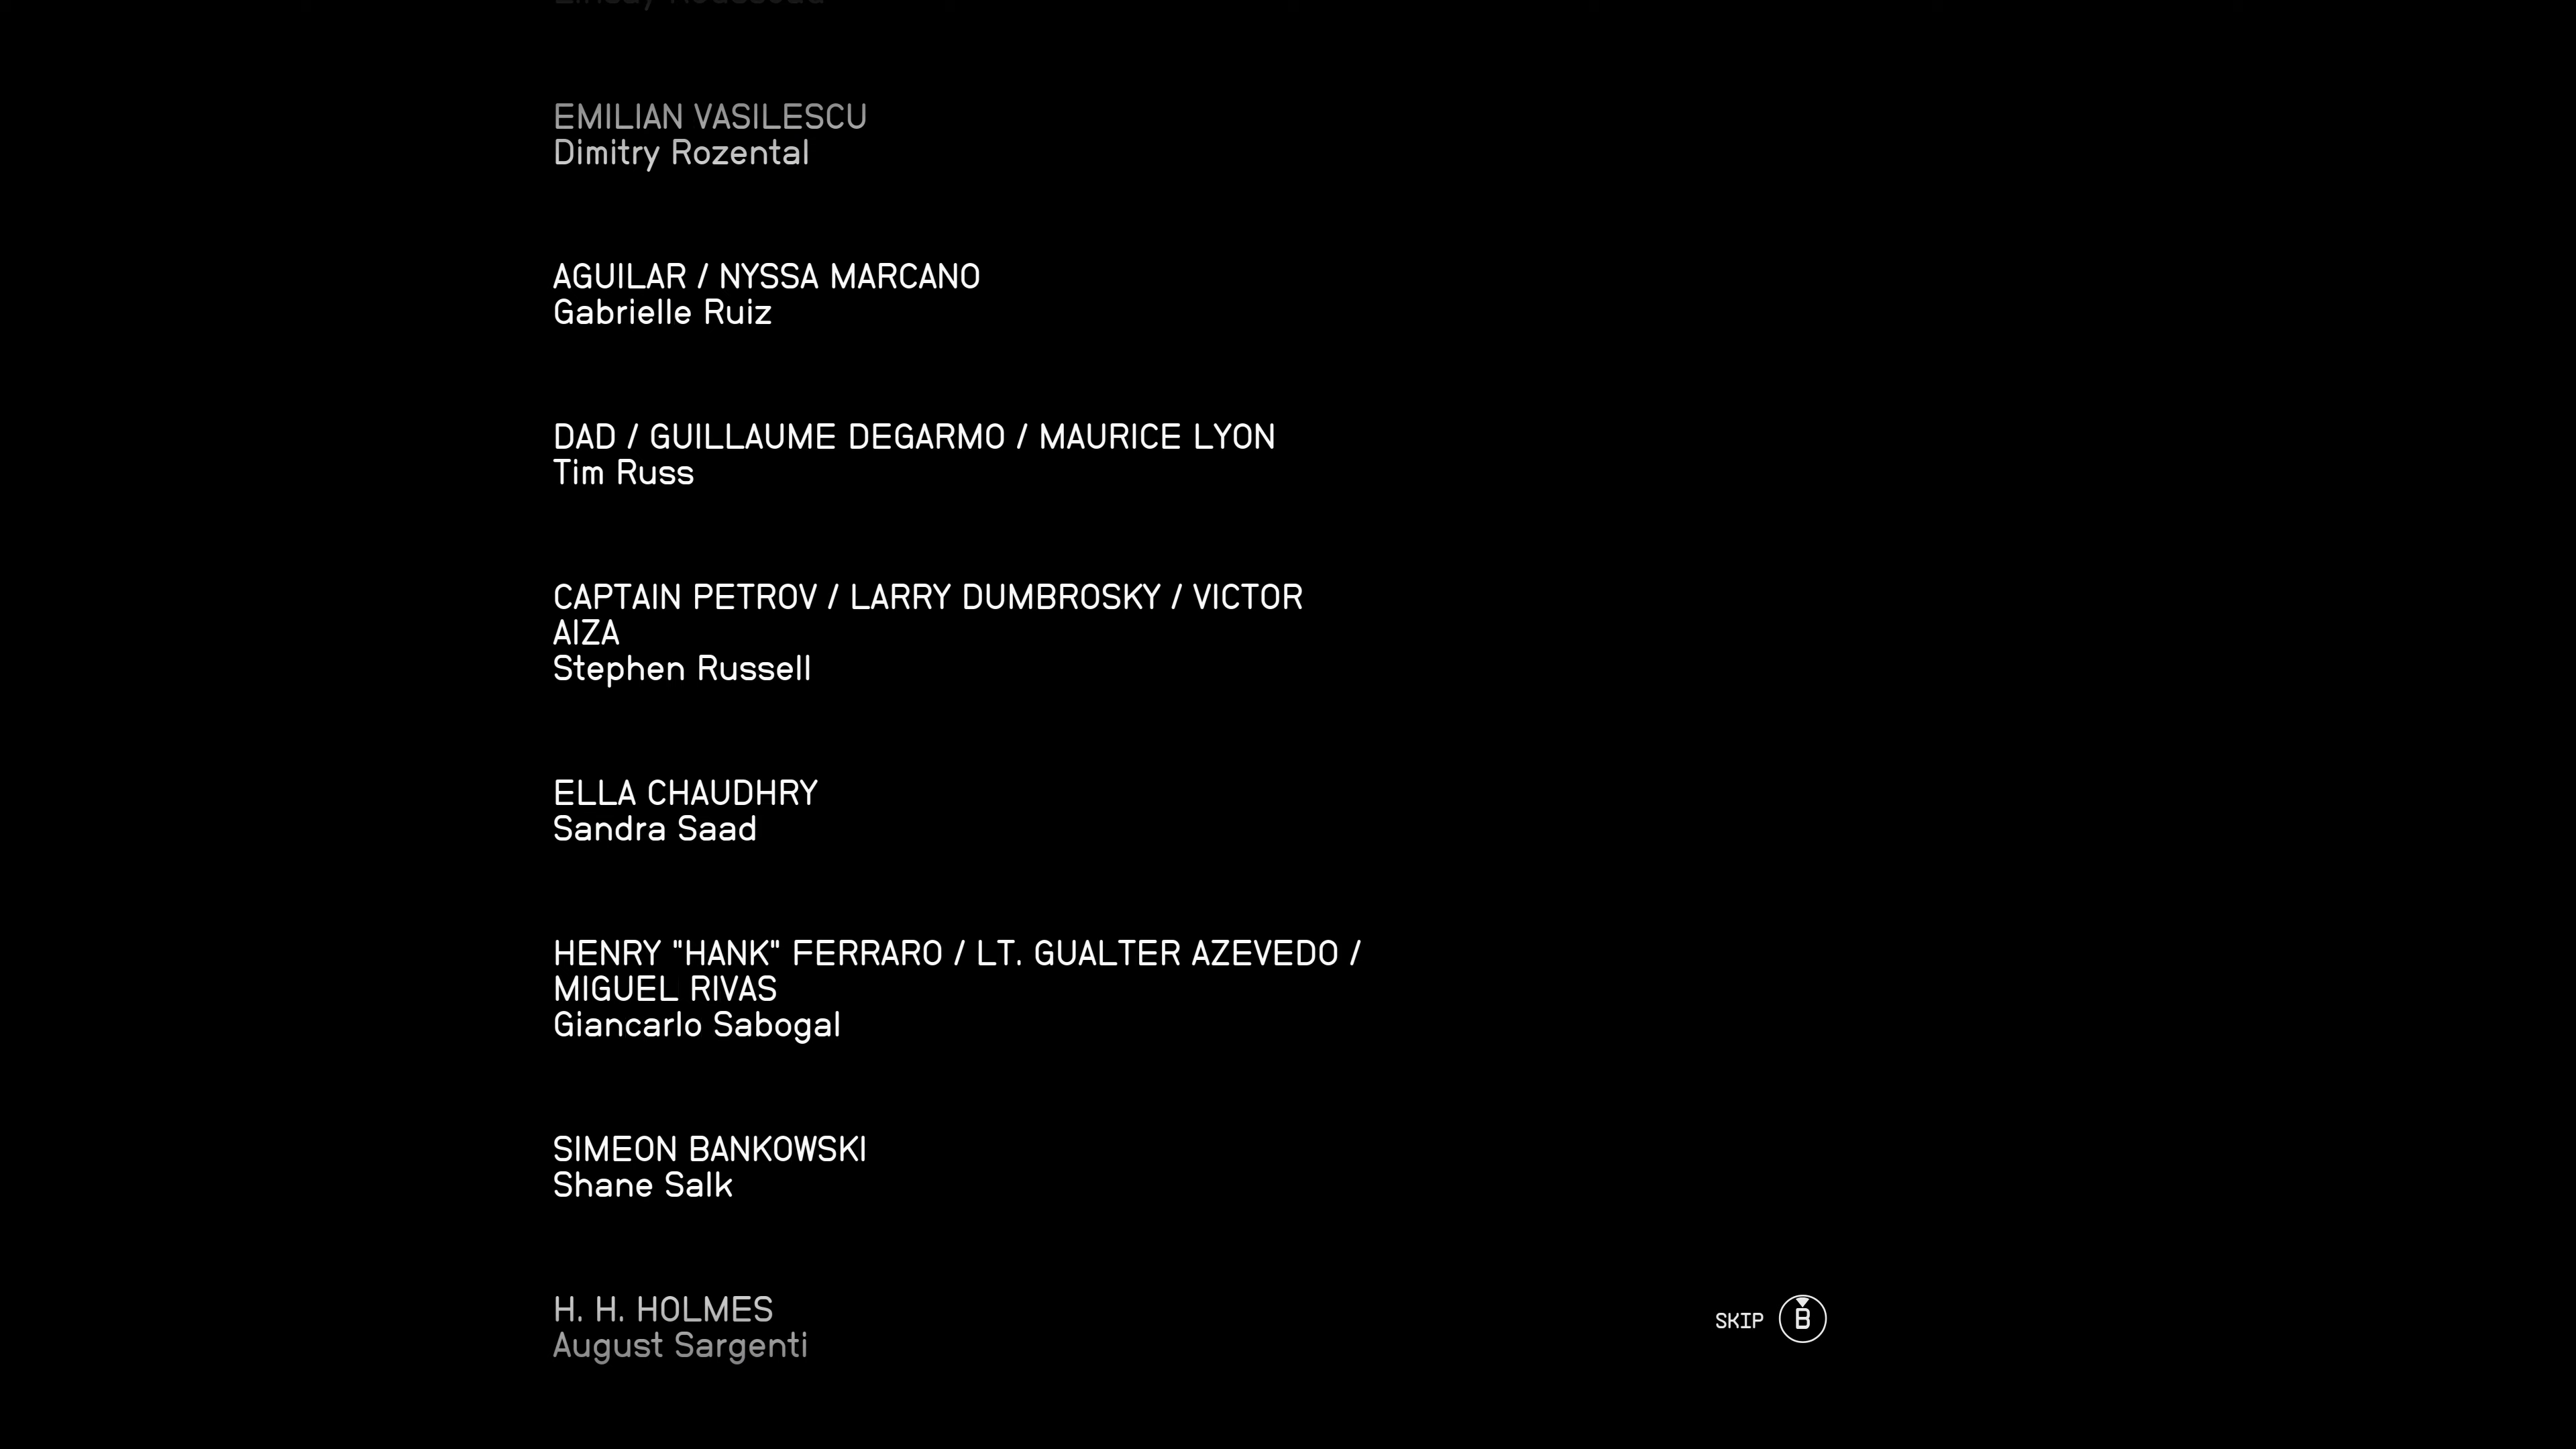 EMILIAN VASILESCU
Dimitry Rozental
AGUILAR / NYSSA MARCANO
Gabrielle Ruiz
DAD / GUILLAUME DEGARMO / MAURICE LYON
Tim Russ
CAPTAIN PETROV / LARRY DUMBROSKY / VICTOR
AIZA
Stephen Russell
ELLA CHAUDHRY
Sandra Saad
HENRY "HANK" FERRARO / LT. GUALTER AZEVEDO /
MIGUEL RIVAS
Giancarlo Sabogal
SIMEON BANKOWSKI
Shane Salk
H. H. HOLMES
August Sargenti
SKIP B